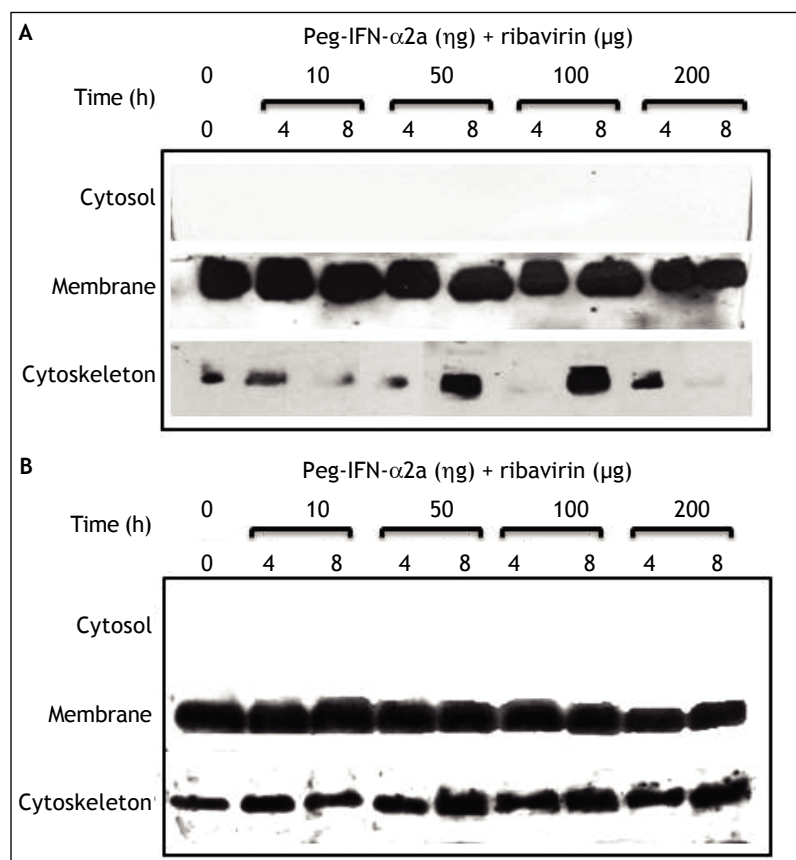 A
Peg-IFN-α2a (ηg) + ribavirin (µg)
0 10 50 100 200
Time (h)
0 4 8 4 8 4 8 4 8
Cytosol
Membrane
Cytoskeleton
B
Peg-IFN-α2a (ηg) + ribavirin (µg)
0 10 50 100 200
Time (h)
0 4 8 4 8 4 8 4 8
Cytosol
Membrane
Cytoskeleton